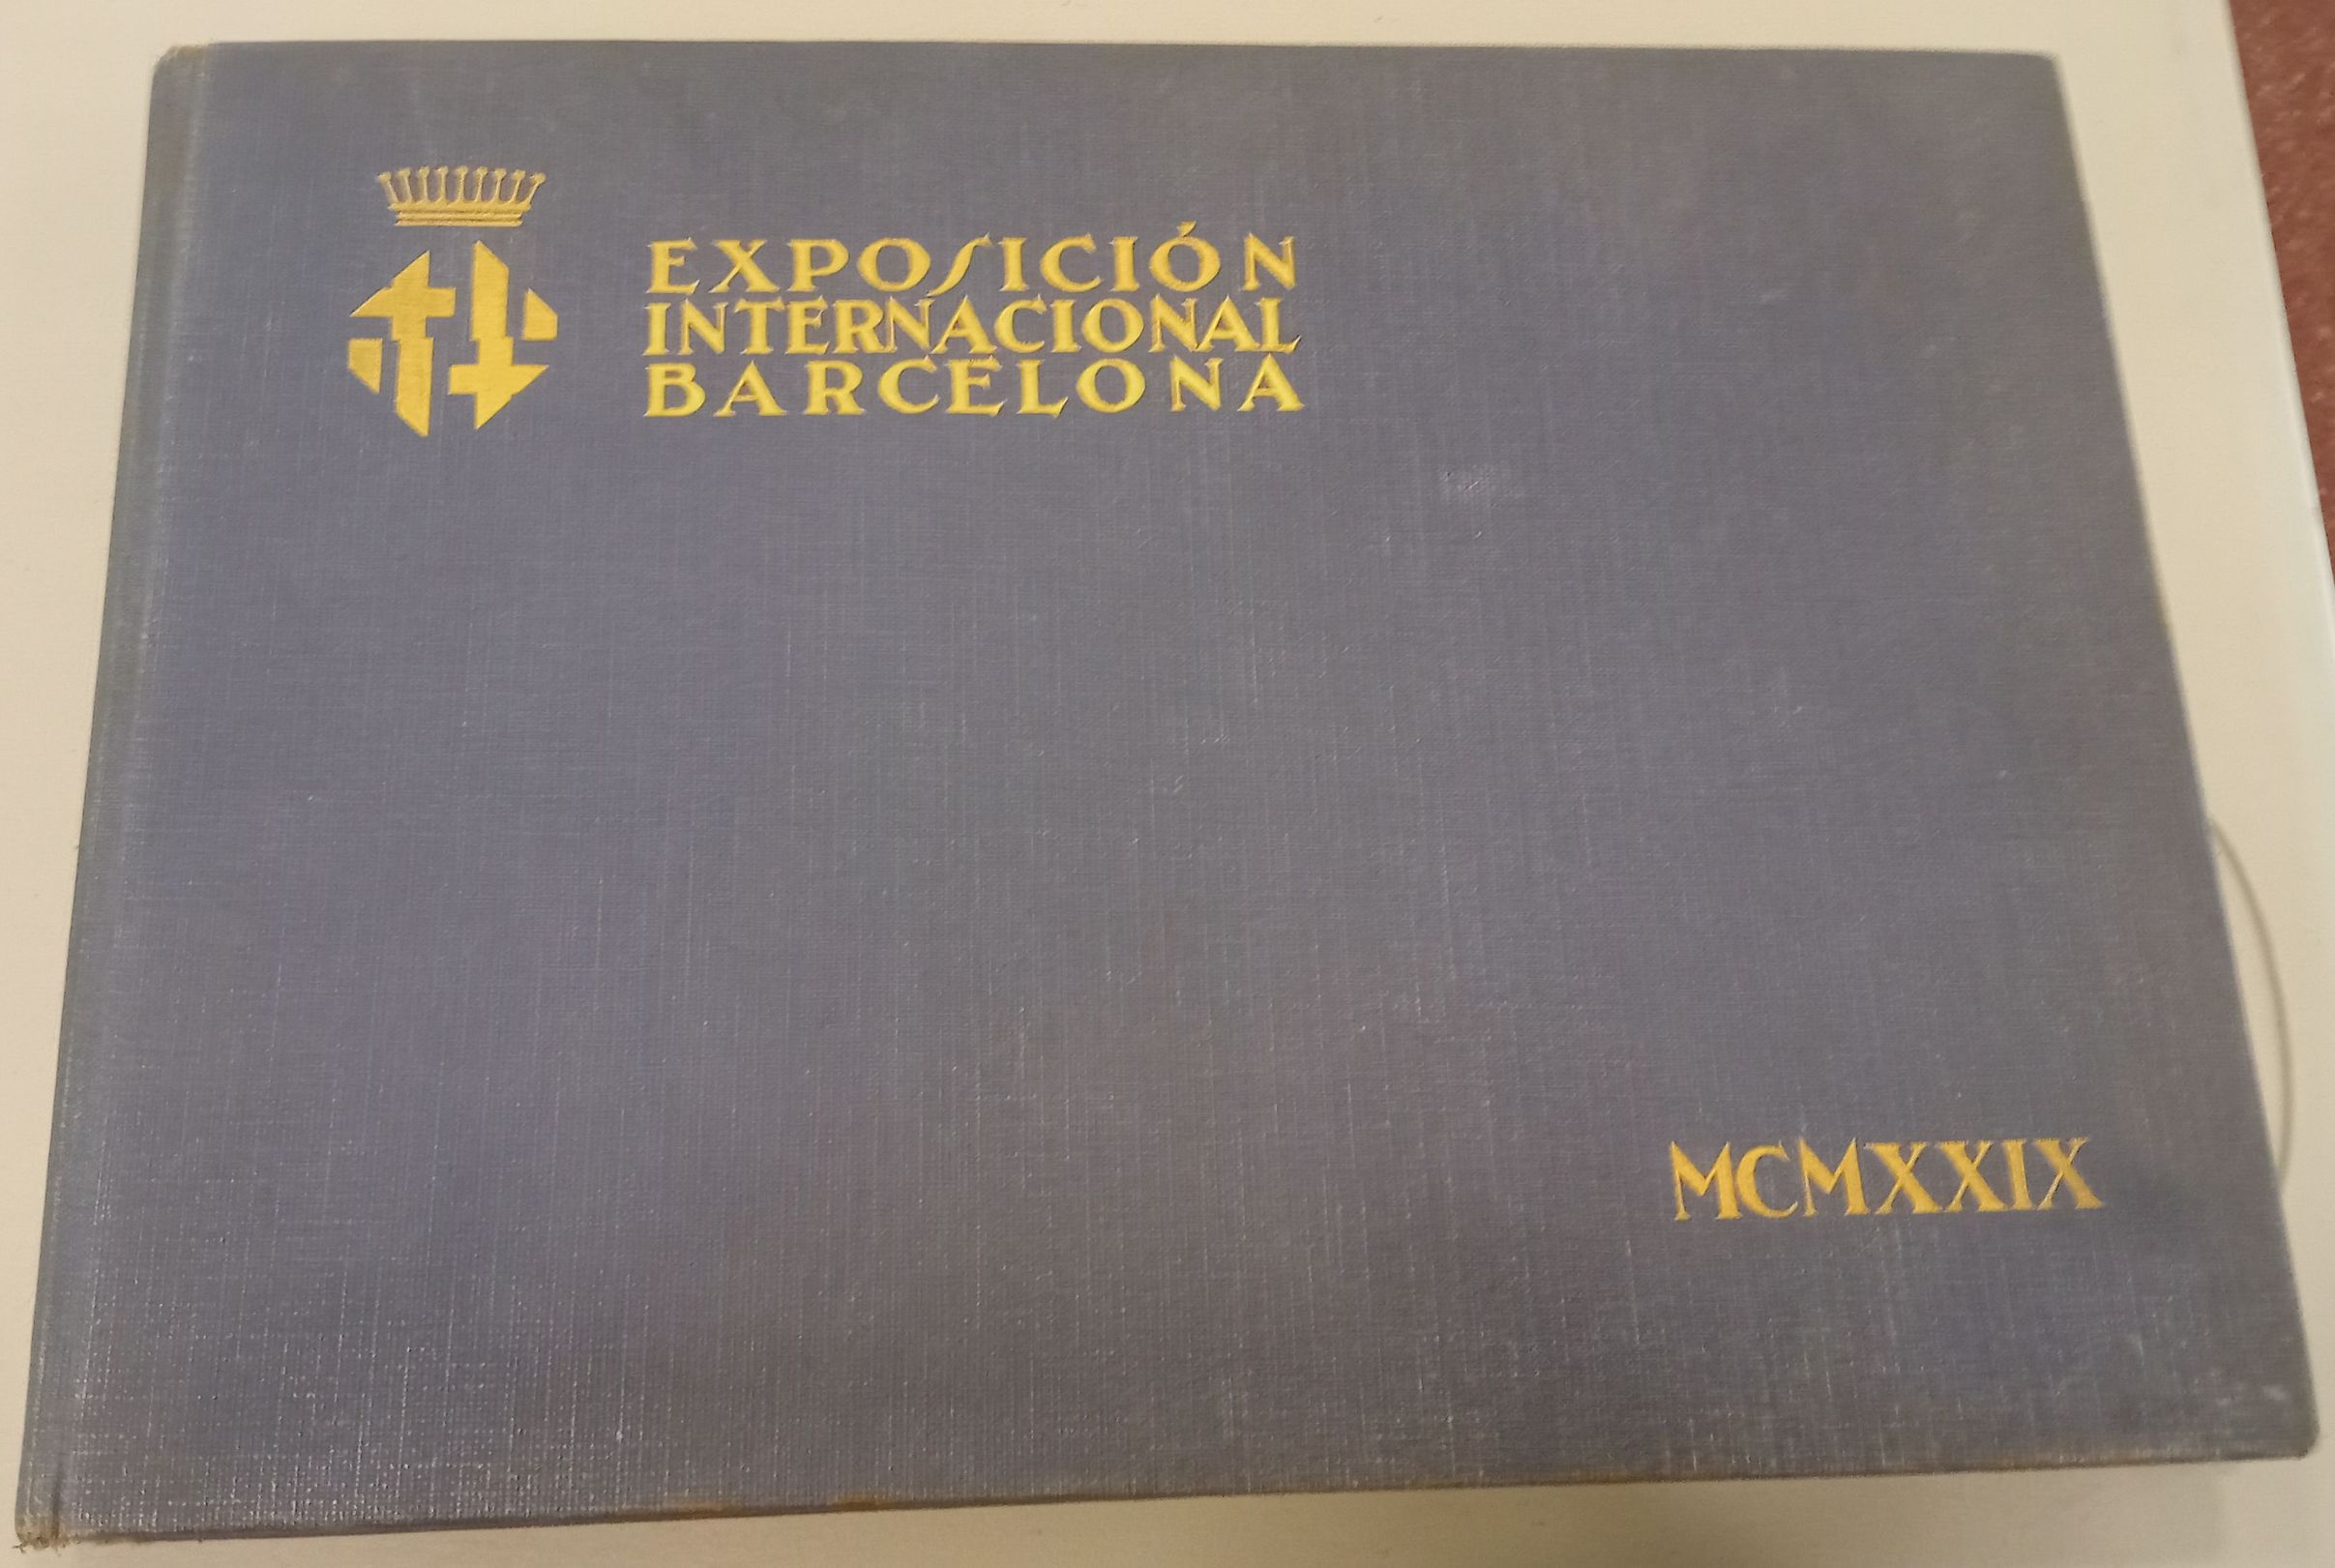 EXPOSICIÓN
INTERNACIONAL
BARCELONA
MCMXXIX